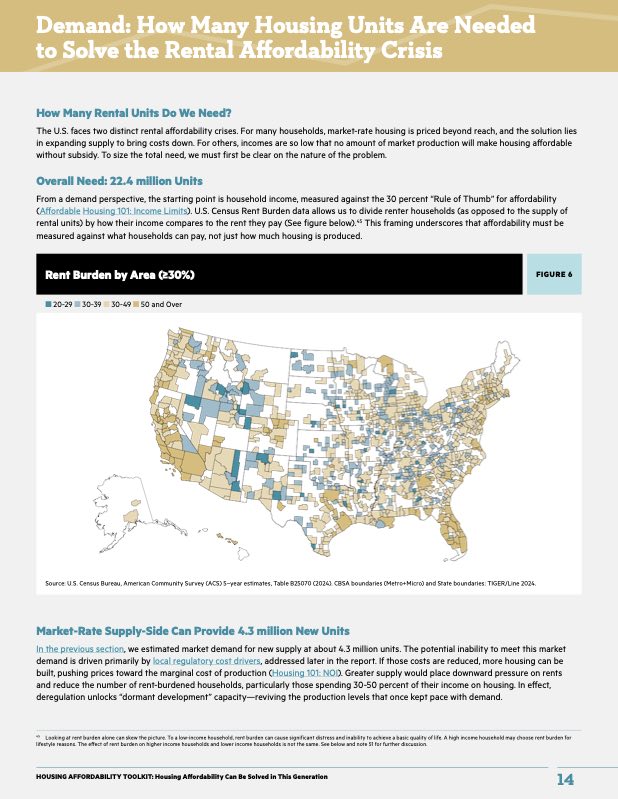 Demand: How Many Housing Units Are Needed
to Solve the Rental Affordability Crisis
How Many Rental Units Do We Need?
The U.S. faces two distinct rental affordability crises. For many households, market-rate housing is priced beyond reach, and the solution lies
in expanding supply to bring costs down. For others, incomes are so low that no amount of market production will make housing affordable
without subsidy. To size the total need, we must first be clear on the nature of the problem.
Overall Need: 22.4 million Units
From a demand perspective, the starting point is household income, measured against the 30 percent “Rule of Thumb” for affordability
(Affordable Housing 101: Income Limits). U.S. Census Rent Burden data allows us to divide renter households (as opposed to the supply of
rental units) by how their income compares to the rent they pay (See figure below).⁴⁵ This framing underscores that affordability must be
measured against what households can pay, not just how much housing is produced.
Rent Burden by Area (≥30%)
FIGURE 6
20-29 30-39 30-49 50 and Over
Source: U.S. Census Bureau, American Community Survey (ACS) 5-year estimates, Table B25070 (2024). CBSA boundaries (Metro+Micro) and State boundaries: TIGER/Line 2024.
Market-Rate Supply-Side Can Provide 4.3 million New Units
In the previous section, we estimated market demand for new supply at about 4.3 million units. The potential inability to meet this market
demand is driven primarily by local regulatory cost drivers, addressed later in the report. If those costs are reduced, more housing can be
built, pushing prices toward the marginal cost of production (Housing 101: NOI). Greater supply would place downward pressure on rents
and reduce the number of rent-burdened households, particularly those spending 30-50 percent of their income on housing. In effect,
deregulation unlocks “dormant development” capacity—reviving the production levels that once kept pace with demand.
⁴⁵ Looking at rent burden alone can skew the picture. To a low-income household, rent burden can cause significant distress and inability to achieve a basic quality of life. A high income household may choose rent burden for
lifestyle reasons. The effect of rent burden on higher income households and lower income households is not the same. See below and note 51 for further discussion.
HOUSING AFFORDABILITY TOOLKIT: Housing Affordability Can Be Solved in This Generation
14